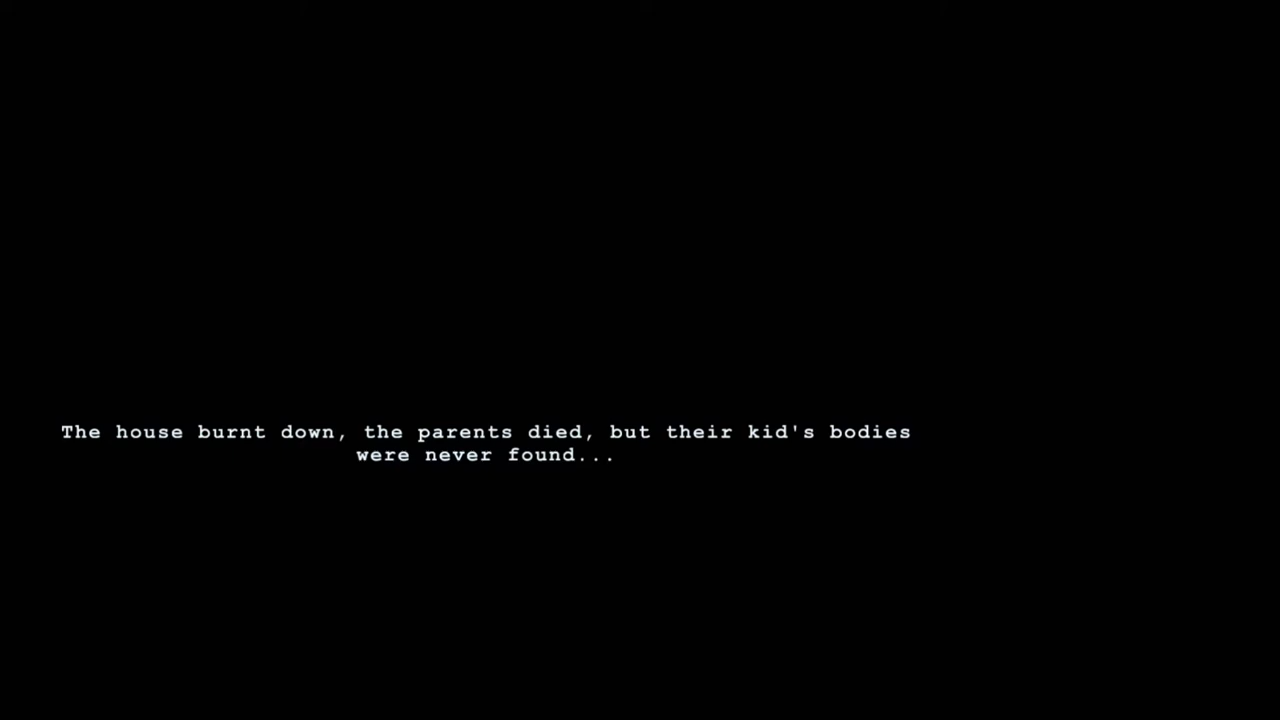 The house burnt down, the parents died, but their kid's bodies
were never found...